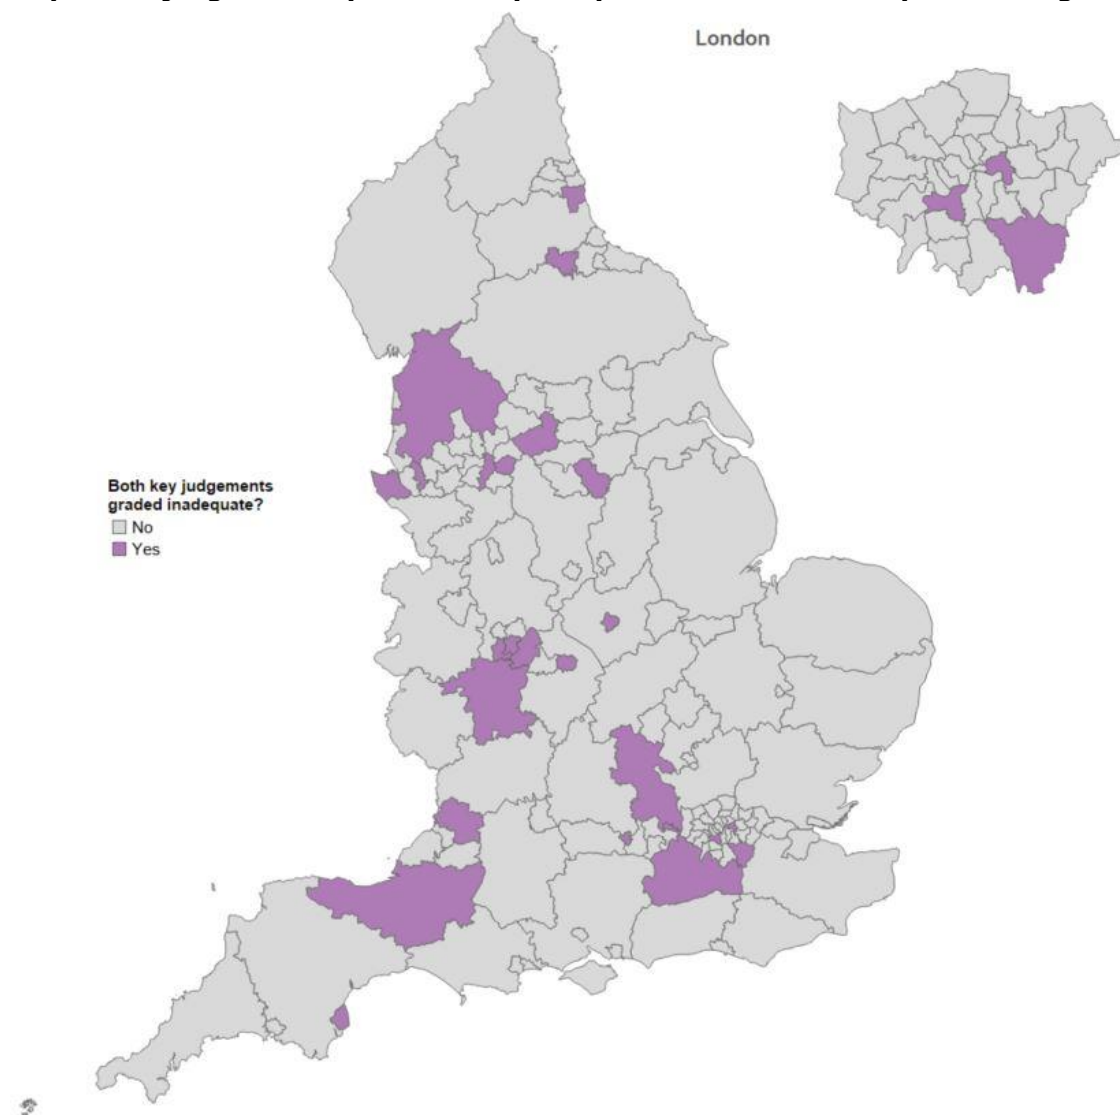 London
Both key judgements
graded inadequate?
No
Yes